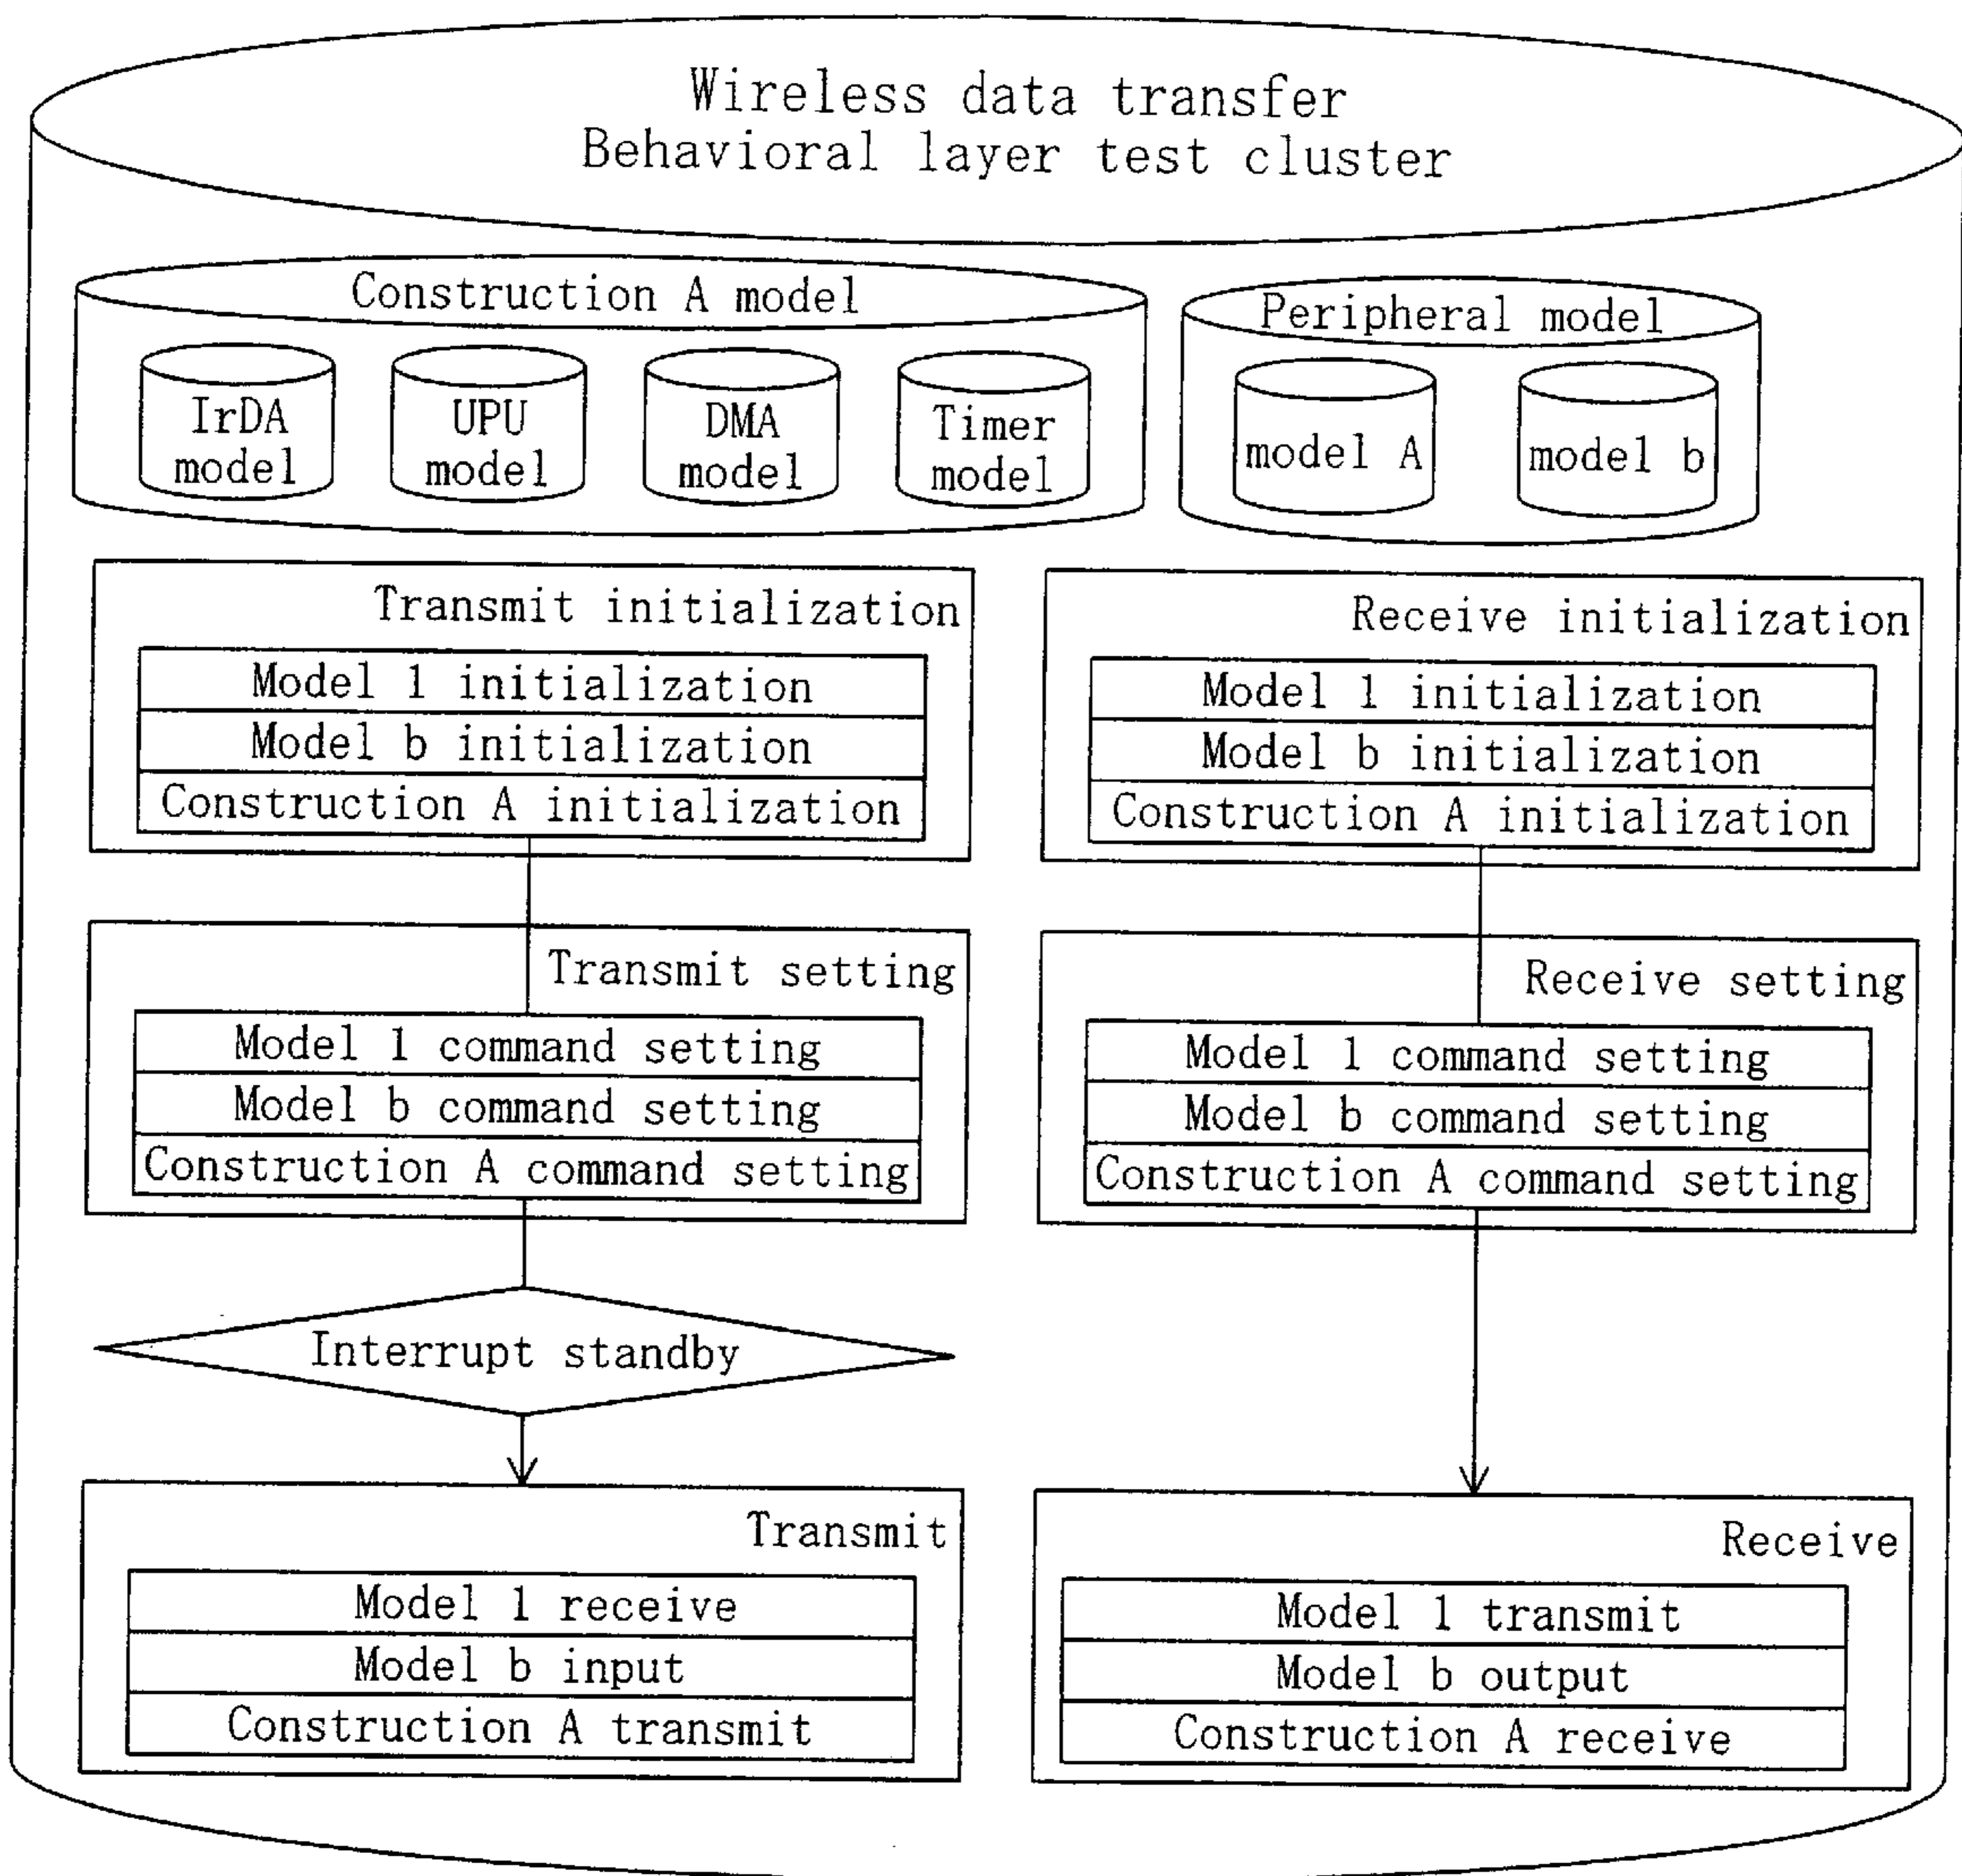 Wireless data transfer
Behavioral layer test cluster
Construction A model
Peripheral model
IrDA
model
UPU
model
DMA
model
Timer
model
model A
model b
Transmit initialization
Model 1 initialization
Model b initialization
Construction A initialization
Receive initialization
Model 1 initialization
Model b initialization
Construction A initialization
Transmit setting
Model 1 command setting
Model b command setting
Construction A command setting
Receive setting
Model 1 command setting
Model b command setting
Construction A command setting
Interrupt standby
Transmit
Model 1 receive
Model b input
Construction A transmit
Receive
Model 1 transmit
Model b output
Construction A receive